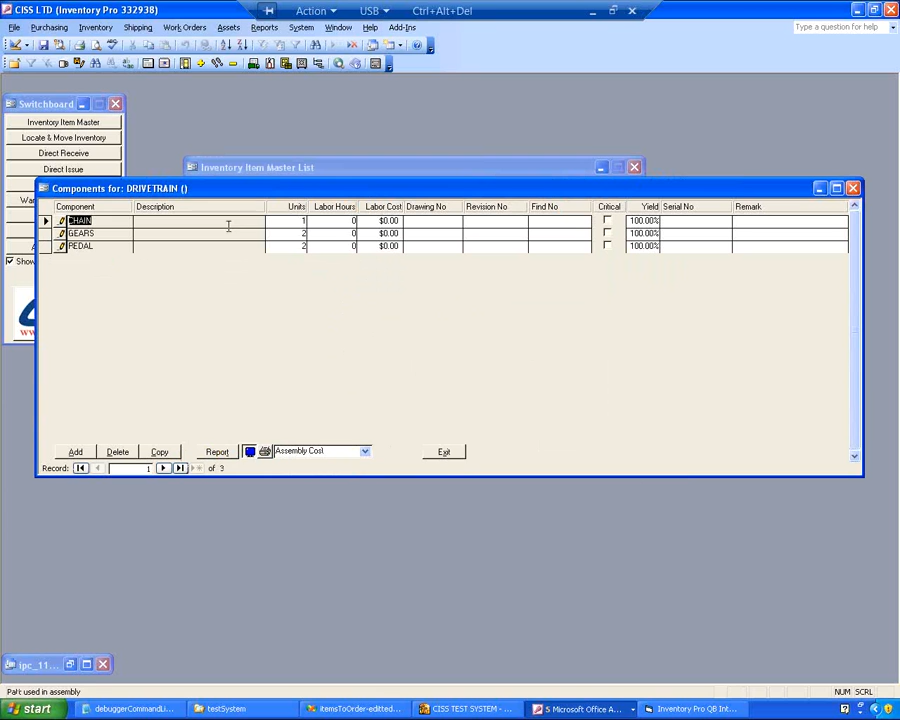 CISS LTD (Inventory Pro 332938)
Action USB Ctrl+Alt+Del
File Purchasing Inventory Shipping Work Orders Assets Reports System Window Help Add-Ins
Type a question for help
Switchboard
Inventory Item Master
Locate & Move Inventory
Direct Receive
Direct Issue
Inventory Item Master List
Components for: DRIVETRAIN ()
Component Description Units Labor Hours Labor Cost Drawing No Revision No Find No Critical Yield Serial No Remark
CHAIN 1 0 $0.00 100.00%
GEARS 2 0 $0.00 100.00%
PEDAL 2 0 $0.00 100.00%
Show
Add Delete Copy Report Assembly Cost Exit
Record: 1 of 3
ipc_11...
Part used in assembly
NUM SCRL
start debuggerCommandLi... testSystem itemsToOrder-editted... CISS TEST SYSTEM - ... 5 Microsoft Office A... Inventory Pro QB Int...
8:15 AM